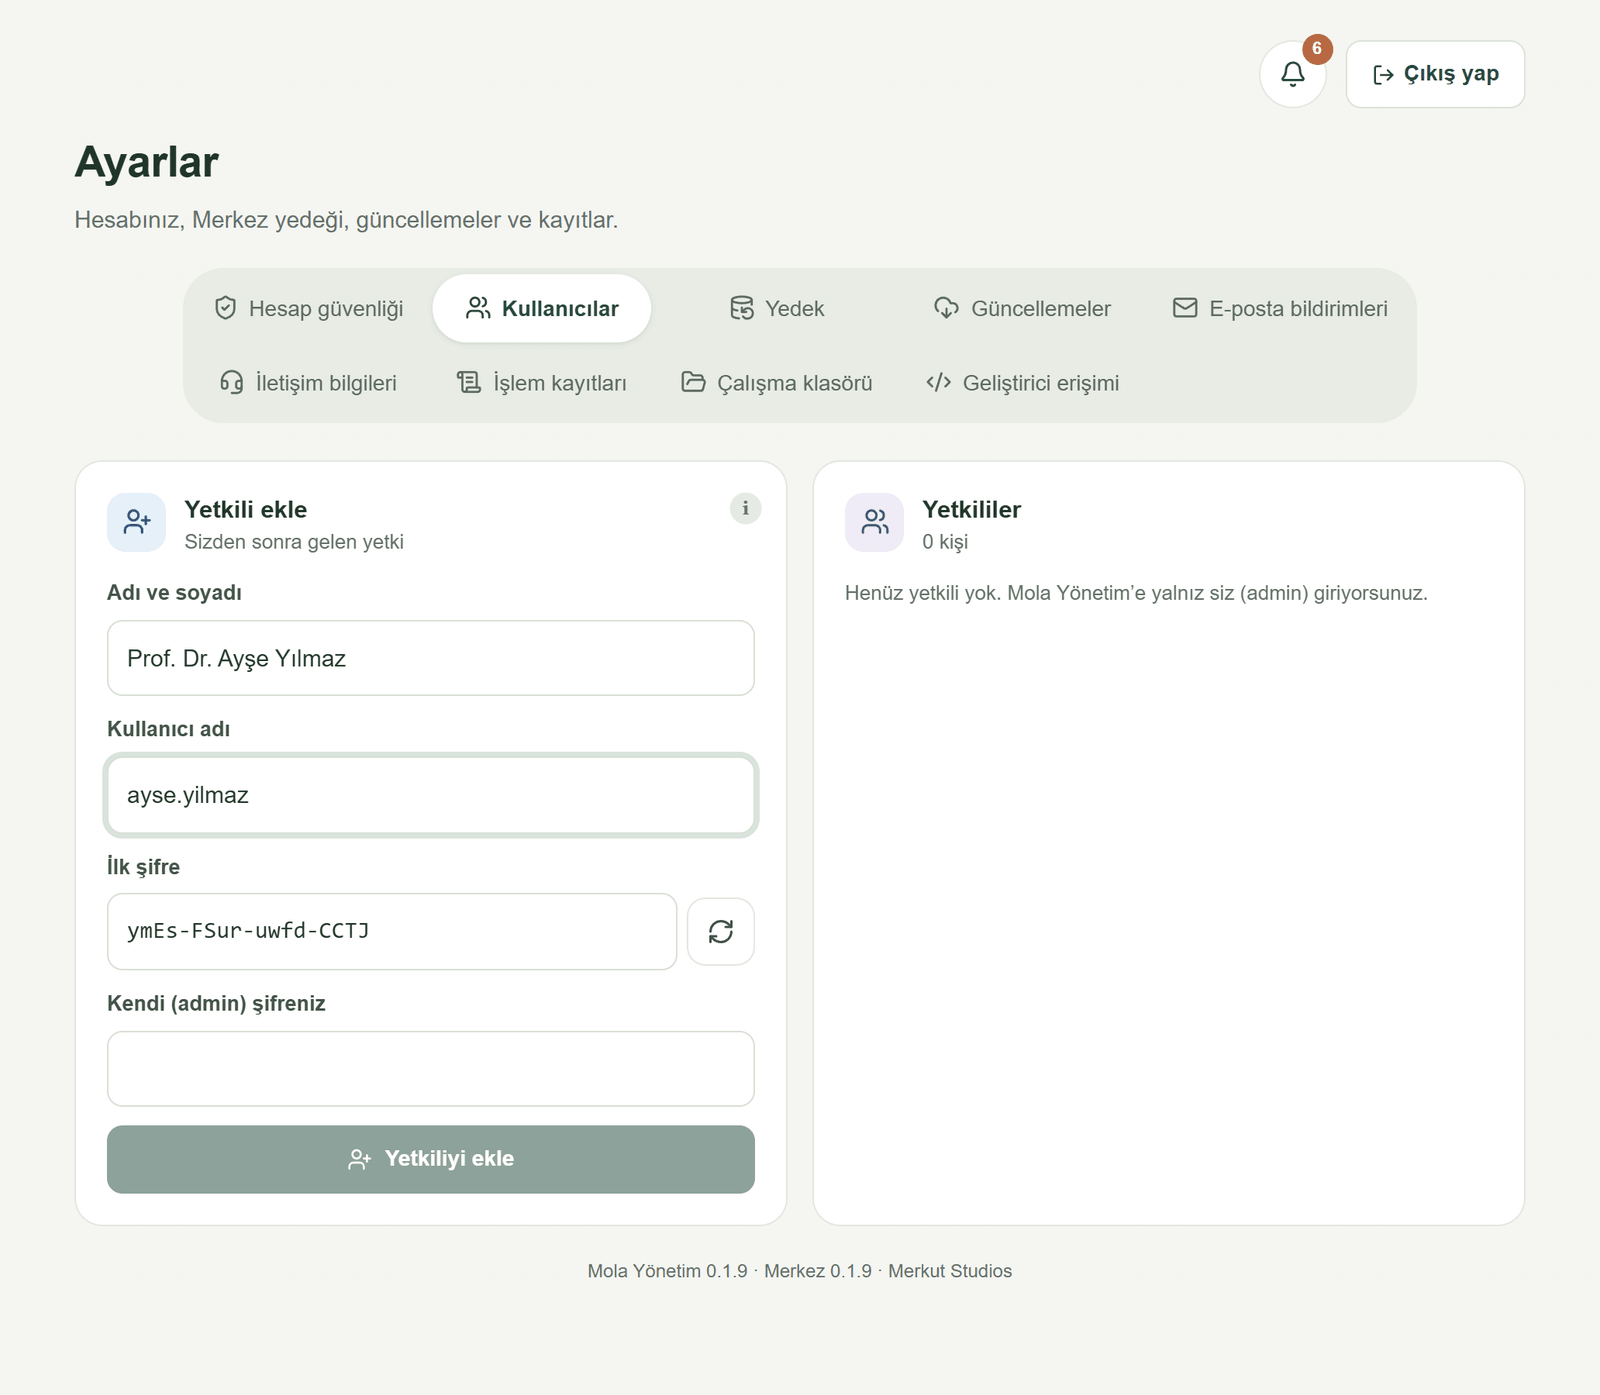 6
Çıkış yap
Ayarlar
Hesabınız, Merkez yedeği, güncellemeler ve kayıtlar.
Hesap güvenliği
Kullanıcılar
Yedek
Güncellemeler
E-posta bildirimleri
İletişim bilgileri
İşlem kayıtları
Çalışma klasörü
Geliştirici erişimi
Yetkili ekle
i
Sizden sonra gelen yetki
Adı ve soyadı
Prof. Dr. Ayşe Yılmaz
Kullanıcı adı
ayse.yilmaz
İlk şifre
ymEs-FSur-uwfd-CCTJ
Kendi (admin) şifreniz
Yetkiliyi ekle
Yetkililer
0 kişi
Henüz yetkili yok. Mola Yönetim’e yalnız siz (admin) giriyorsunuz.
Mola Yönetim 0.1.9 · Merkez 0.1.9 · Merkut Studios